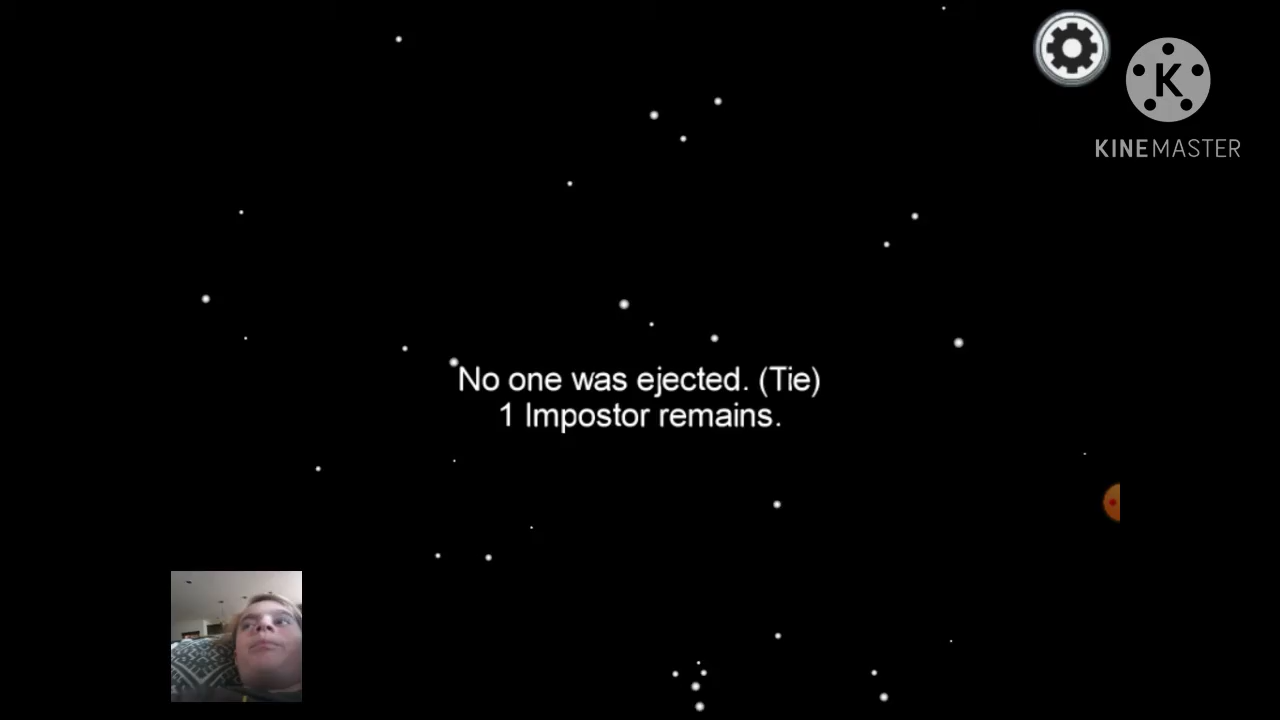 K
KINEMASTER
No one was ejected. (Tie)
1 Impostor remains.